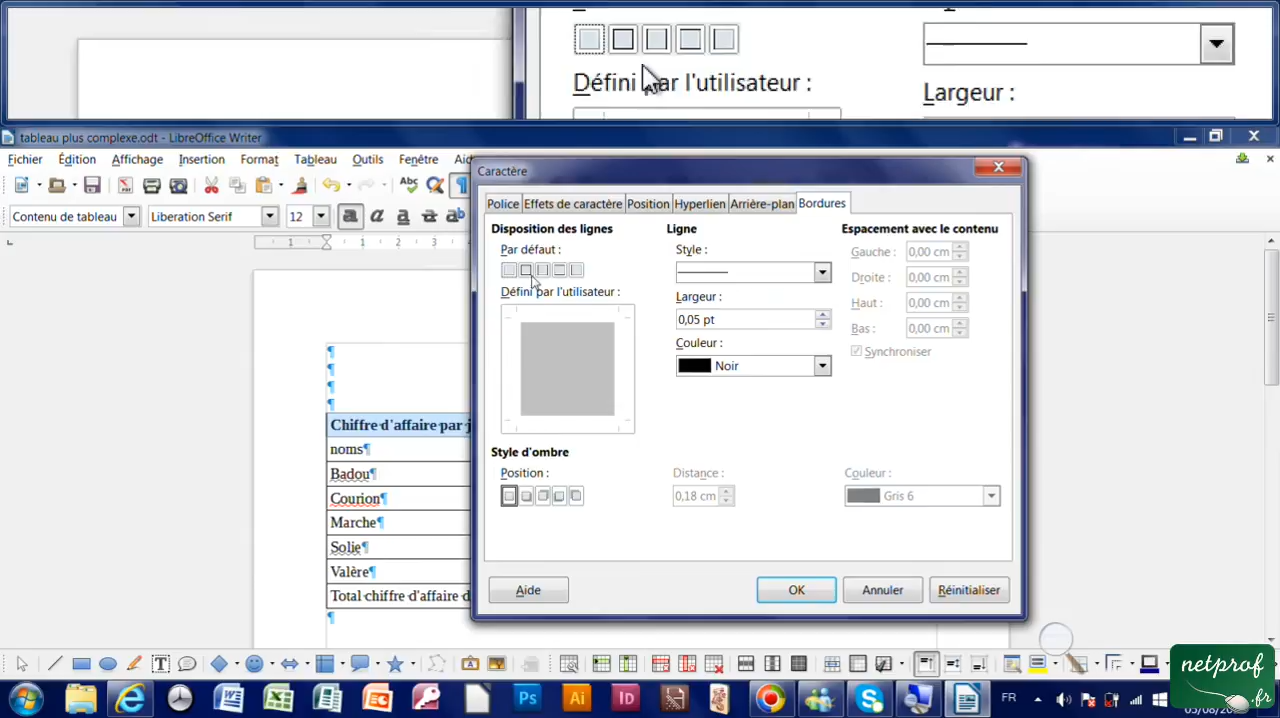 Défini par l'utilisateur :
Largeur :
tableau plus complexe.odt - LibreOffice Writer
Fichier Édition Affichage Insertion Format Tableau Outils Fenêtre
Caractère
Contenu de tableau Liberation Serif 12
Police Effets de caractère Position Hyperlien Arrière-plan Bordures
Disposition des lignes Ligne Espacement avec le contenu
Par défaut : Style : Gauche : 0,00 cm
Droite : 0,00 cm
Défini par l'utilisateur : Largeur : Haut : 0,00 cm
0,05 pt Bas : 0,00 cm
Couleur : Synchroniser
Noir
Chiffre d'affaire par j
noms¶
Badou¶
Courion¶
Marche¶
Solie¶
Valère¶
Total chiffre d'affaire d
Style d'ombre
Position : Distance : Couleur :
0,18 cm Gris 6
Aide OK Annuler Réinitialiser
FR
netprof
.fr